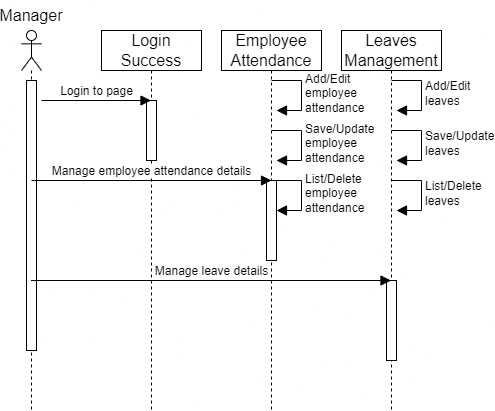 Manager
Login
Success
Employee
Attendance
Leaves
Management
Login to page
Add/Edit
employee
attendance
Add/Edit
leaves
Save/Update
employee
attendance
Save/Update
leaves
Manage employee attendance details
List/Delete
employee
attendance
List/Delete
leaves
Manage leave details